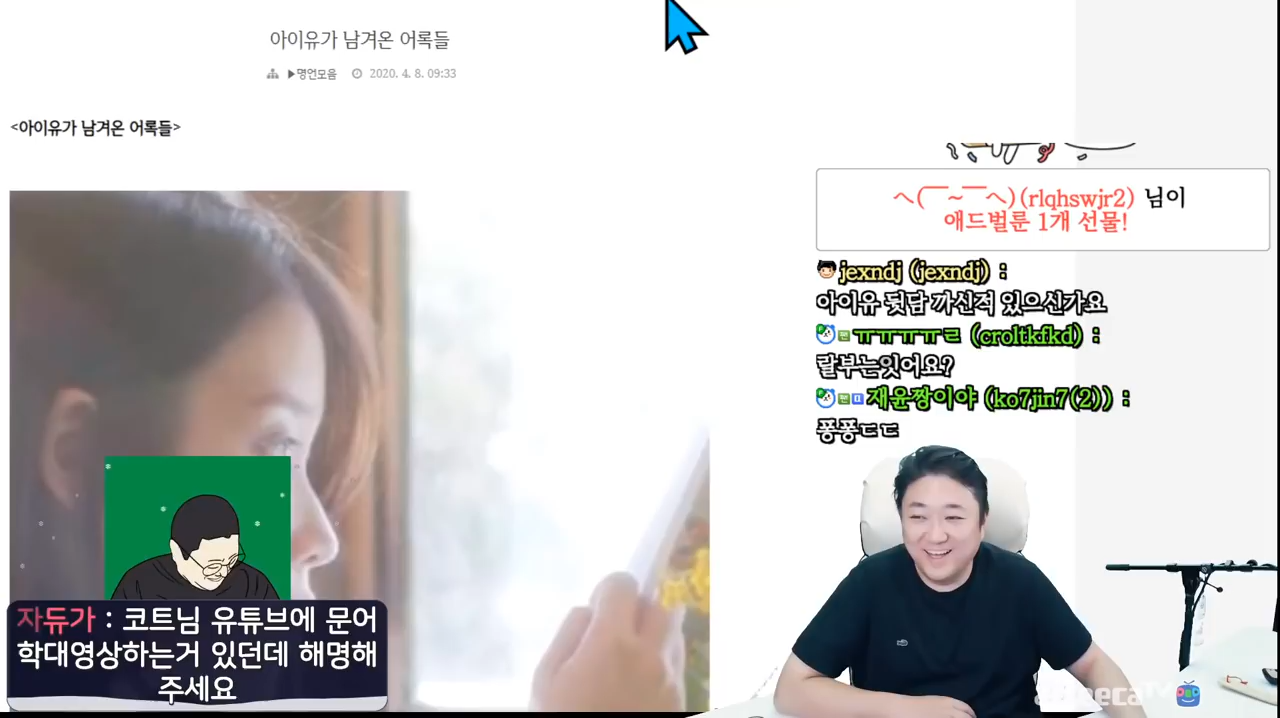 아이유가 남겨온 어록들
▶명언모음 2020. 4. 8. 09:33
<아이유가 남겨온 어록들>
ヘ(￣~￣ヘ)(rlqhswjr2) 님이
애드벌룬 1개 선물!
jexndj (jexndj) :
아이유 뒷담 까신적 있으신가요
ㅠㅠㅠㅠㄹ (croltkfkd) :
랄부는잇어요?
재윤짱이야 (ko7jin7(2)) :
퐁퐁ㄷㄷ
자듀가 : 코트님 유튜브에 문어
학대영상하는거 있던데 해명해
주세요